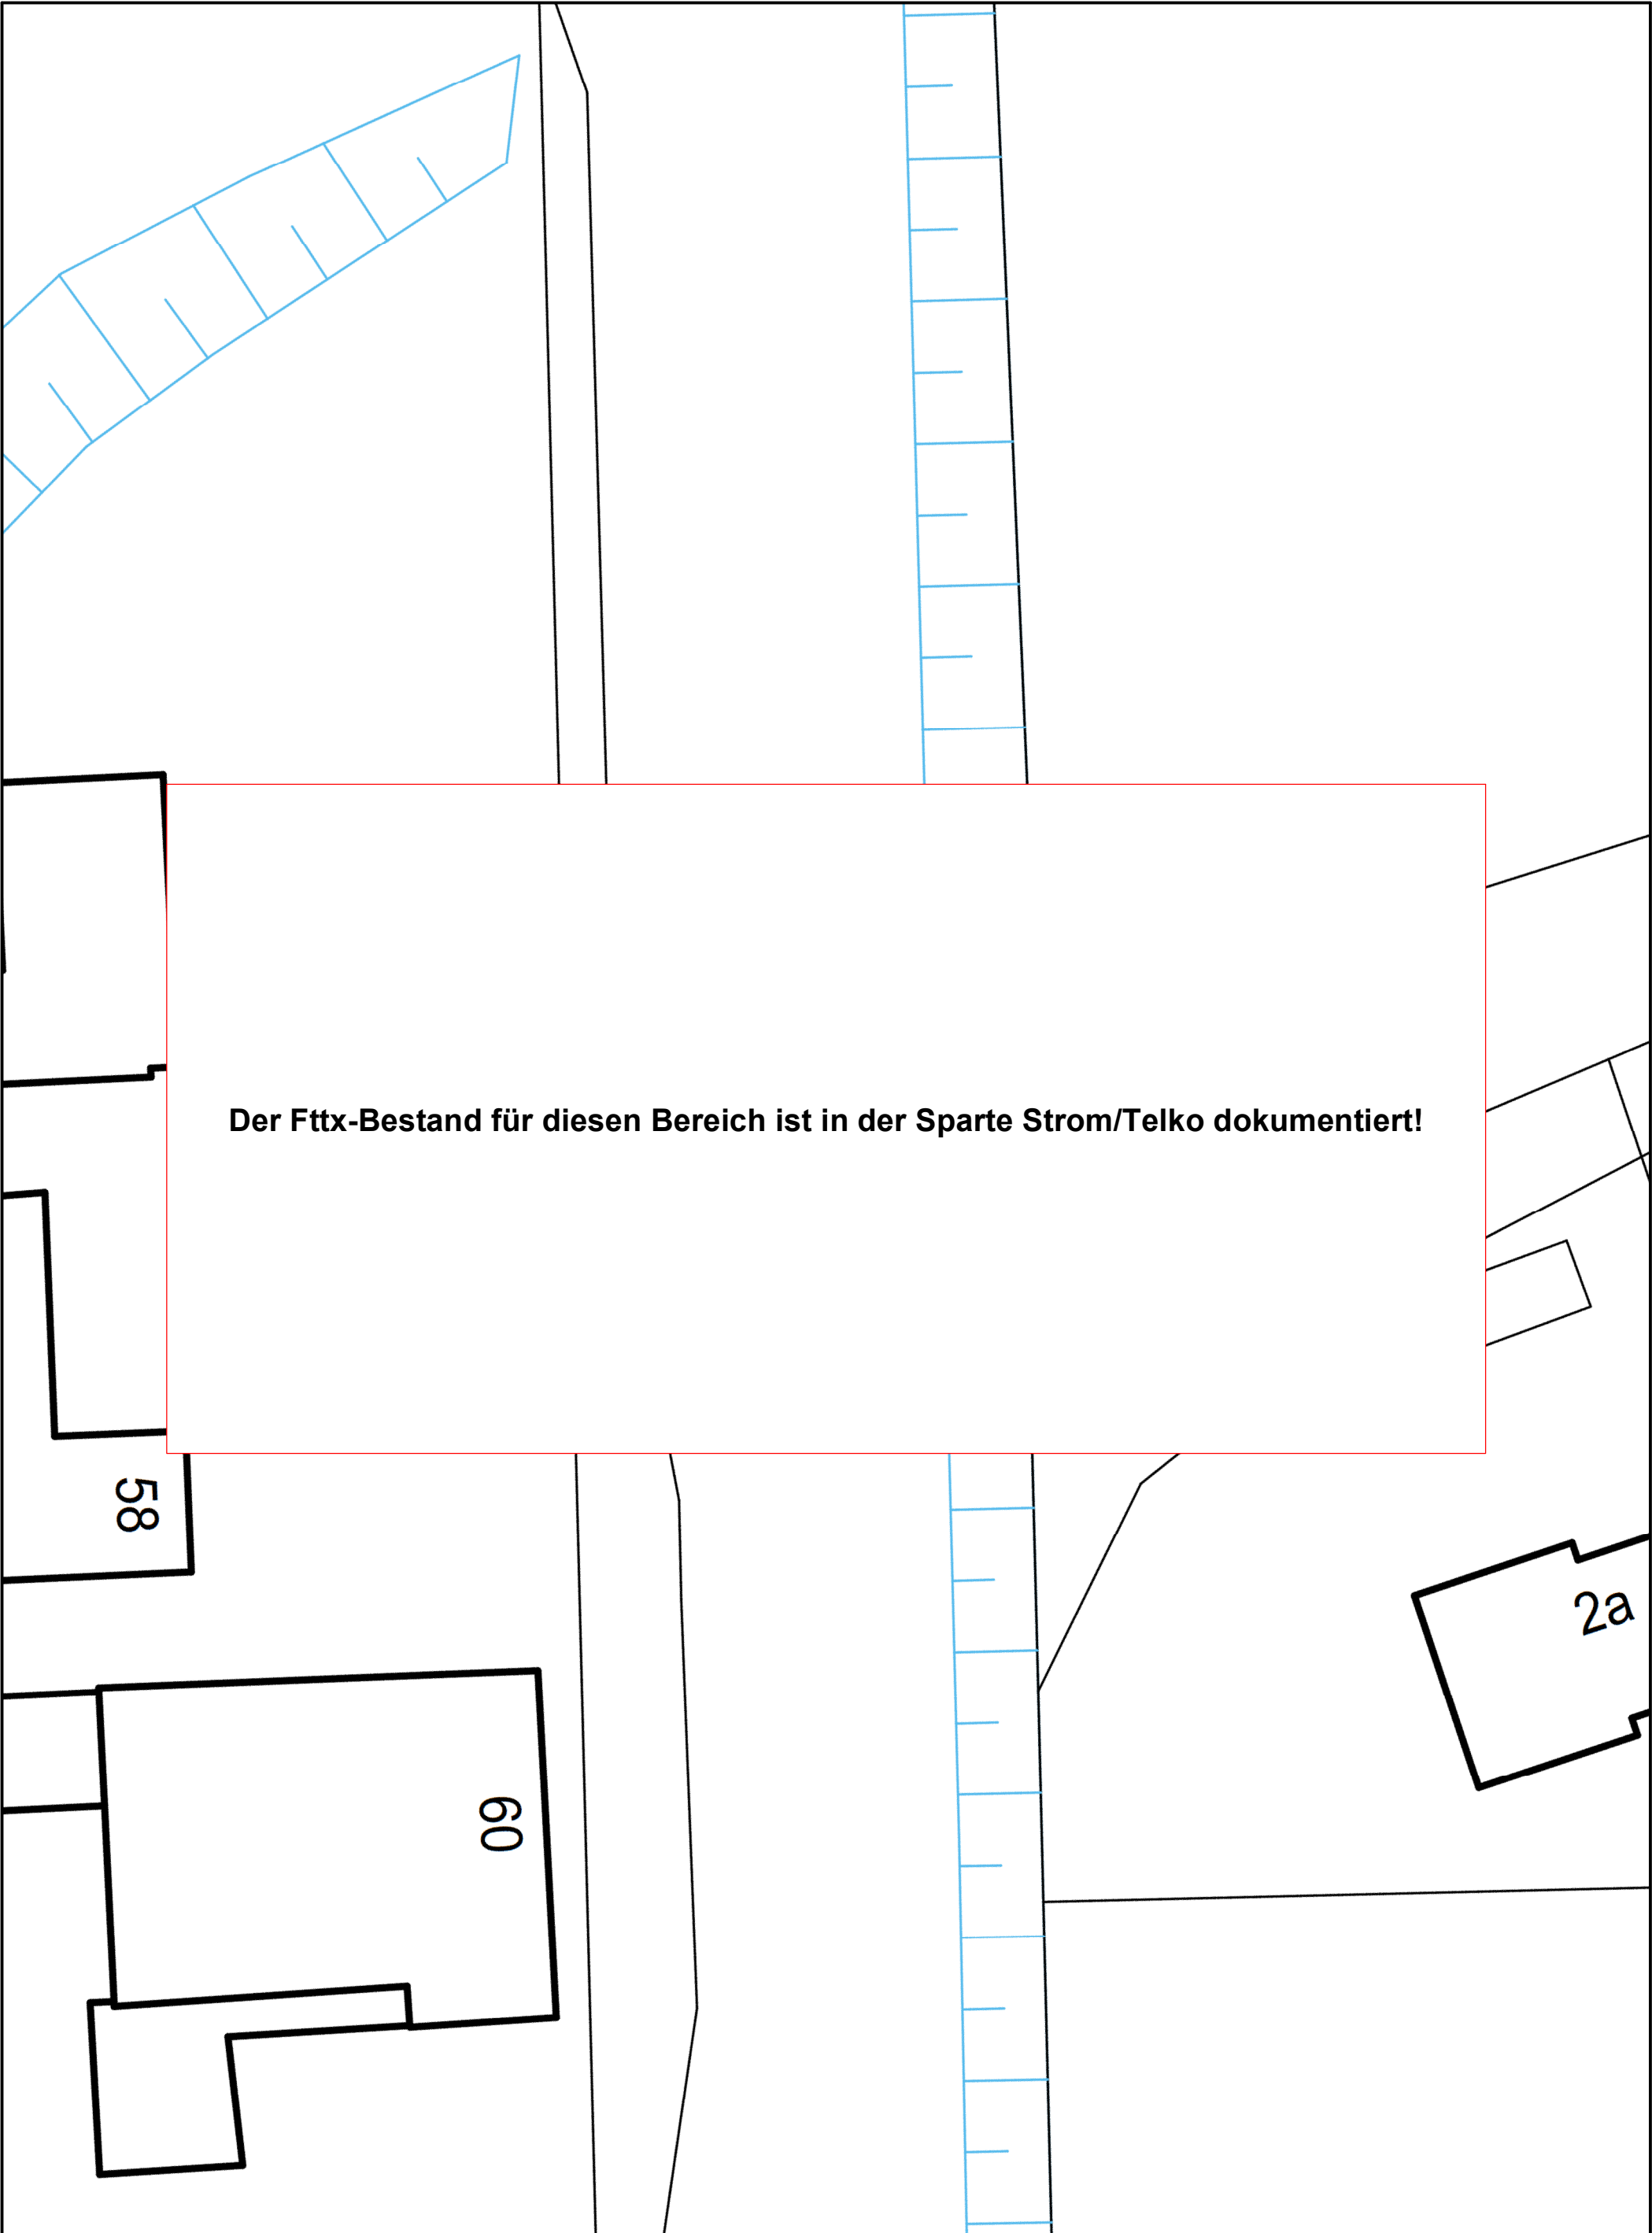 Der Fttx-Bestand für diesen Bereich ist in der Sparte Strom/Telko dokumentiert!
58
2a
60